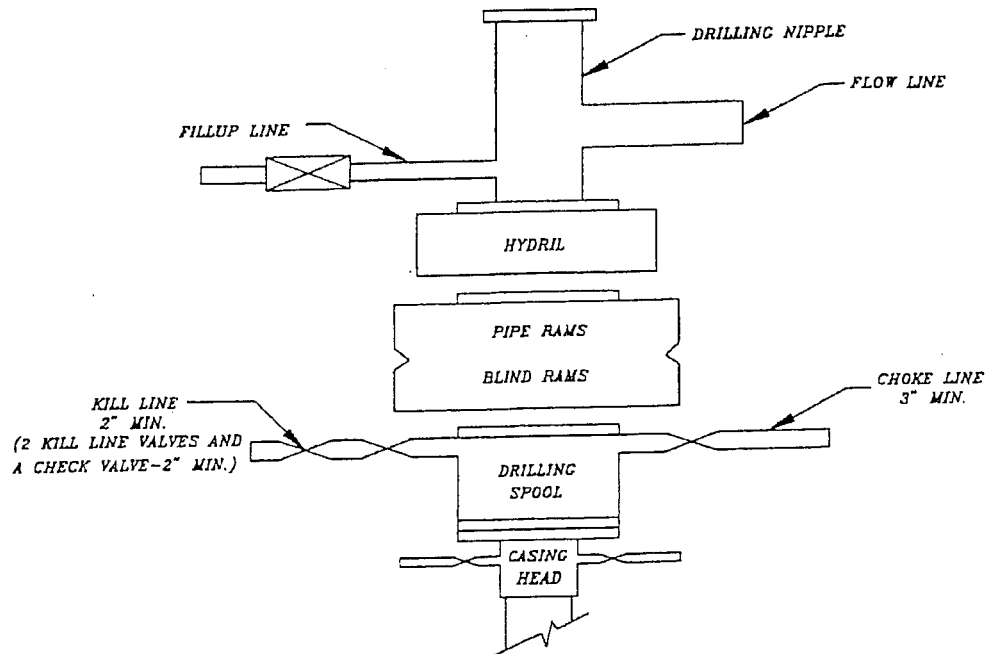 DRILLING NIPPLE
FLOW LINE
FILLUP LINE
HYDRIL
PIPE RAMS
BLIND RAMS
CHOKE LINE
3" MIN.
KILL LINE
2" MIN.
(2 KILL LINE VALVES AND
A CHECK VALVE-2" MIN.)
DRILLING
SPOOL
CASING
HEAD